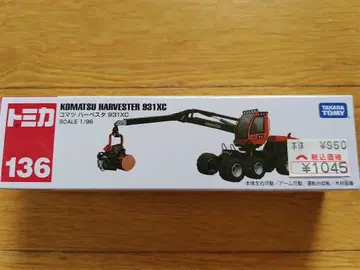 トミカ
136
KOMATSU HARVESTER 931XC
コマツ ハーベスタ 931XC
SCALE 1/96
TAKARA
TOMY
本体 ¥950
税込価格
¥1045